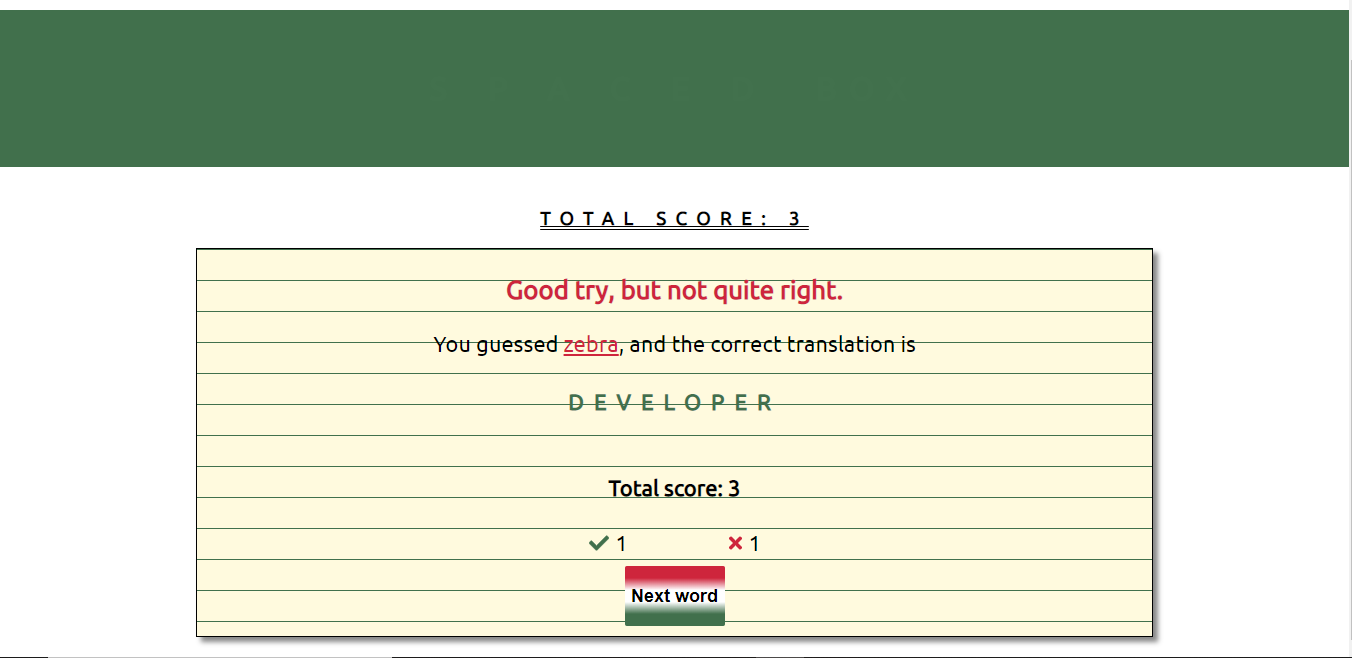 TOTAL SCORE: 3
Good try, but not quite right.
You guessed zebra, and the correct translation is
DEVELOPER
Total score: 3
✔ 1 ✖ 1
Next word